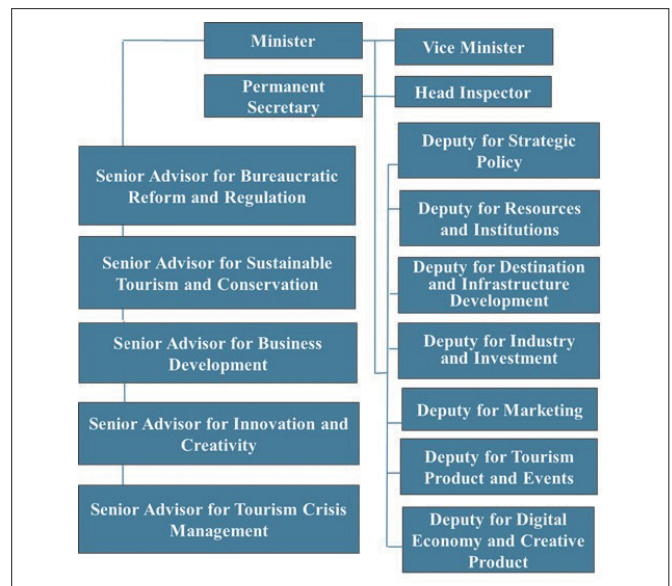 Minister
Vice Minister
Permanent
Secretary
Head Inspector
Senior Advisor for Bureaucratic
Reform and Regulation
Senior Advisor for Sustainable
Tourism and Conservation
Senior Advisor for Business
Development
Senior Advisor for Innovation and
Creativity
Senior Advisor for Tourism Crisis
Management
Deputy for Strategic
Policy
Deputy for Resources
and Institutions
Deputy for Destination
and Infrastructure
Development
Deputy for Industry
and Investment
Deputy for Marketing
Deputy for Tourism
Product and Events
Deputy for Digital
Economy and Creative
Product